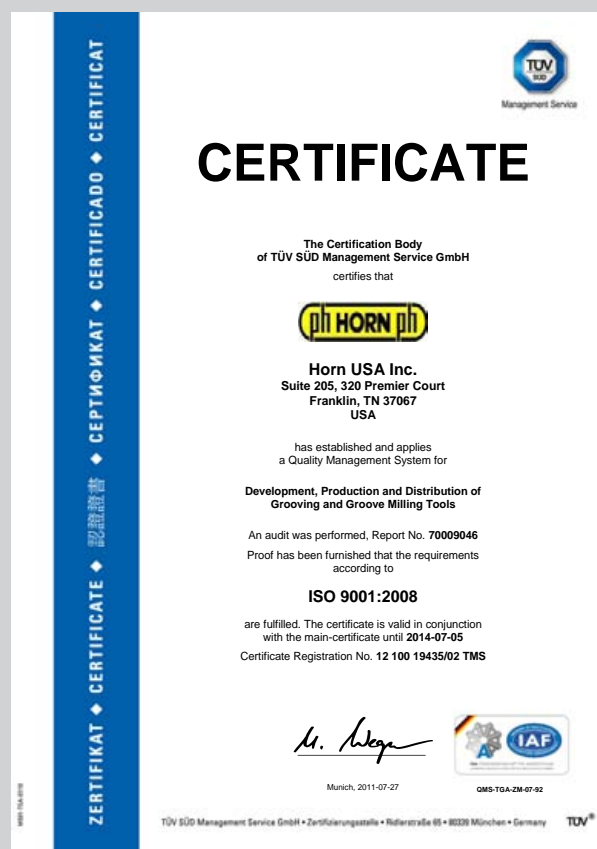 TÜV
SÜD
Management Service
CERTIFICATE
The Certification Body
of TÜV SÜD Management Service GmbH
certifies that
ph HORN ph
Horn USA Inc.
Suite 205, 320 Premier Court
Franklin, TN 37067
USA
has established and applies
a Quality Management System for
Development, Production and Distribution of
Grooving and Groove Milling Tools
An audit was performed, Report No. 70009046
Proof has been furnished that the requirements
according to
ISO 9001:2008
are fulfilled. The certificate is valid in conjunction
with the main-certificate until 2014-07-05
Certificate Registration No. 12 100 19435/02 TMS
Munich, 2011-07-27
IAF
QMS-TGA-ZM-07-92
TÜV SÜD Management Service GmbH • Zertifizierungsstelle • Ridlerstraße 65 • 80339 München • Germany
TÜV®
ZERTIFIKAT ◆ CERTIFICATE ◆ 認證證書 ◆ СЕРТИФИКАТ ◆ CERTIFICADO ◆ CERTIFICAT